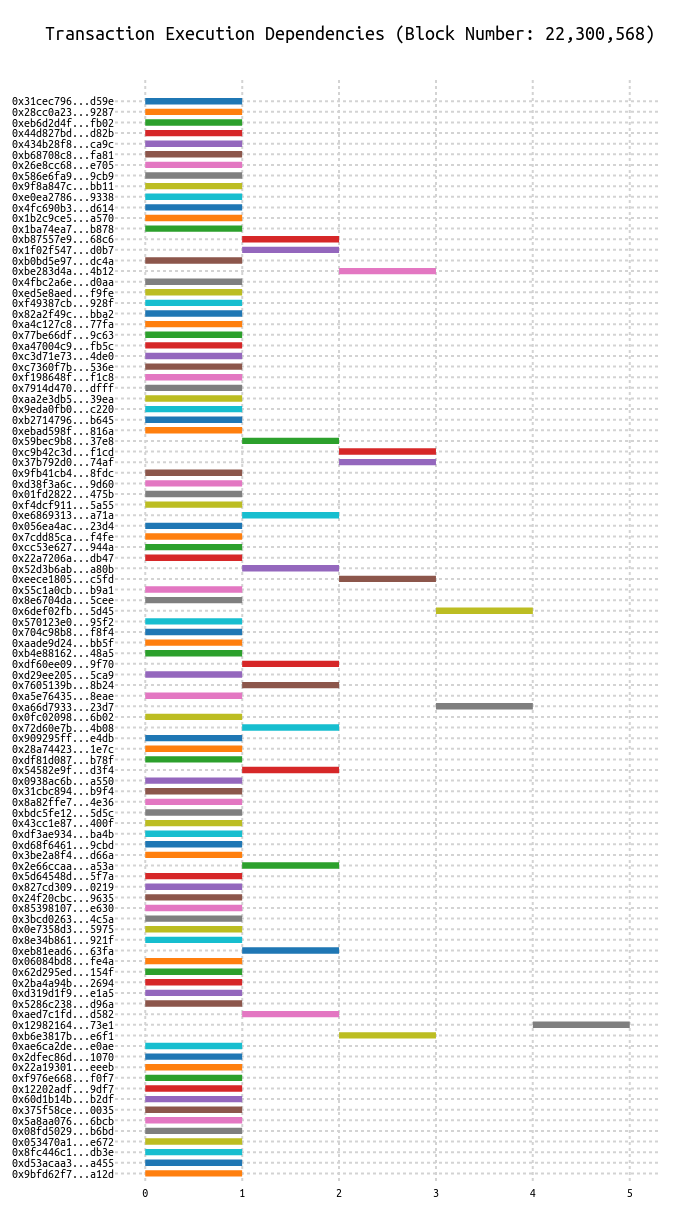 Transaction Execution Dependencies (Block Number: 22,300,568)
0x31cec796...d59e
0x28cc0a23...9287
0xeb6d2d4f...fb02
0x44d827bd...d82b
0x434b28f8...ca9c
0xb68708c8...fa81
0x26e8cc68...e705
0x586e6fa9...9cb9
0x9f8a847c...bb11
0xe0ea2786...9338
0x4fc690b3...d614
0x1b2c9ce5...a570
0x1ba74ea7...b878
0xb87557e9...68c6
0x1f02f547...d0b7
0xb0bd5e97...dc4a
0xbe283d4a...4b12
0x4fbc2a6e...d0aa
0xed5e8aed...f9fe
0xf49387cb...928f
0x82a2f49c...bba2
0xa4c127c8...77fa
0x77be66df...9c63
0xa47004c9...fb5c
0xc3d71e73...4de0
0xc7360f7b...536e
0xf198648f...f1c8
0x7914d470...dfff
0xaa2e3db5...39ea
0x9eda0fb0...c220
0xb2714796...b645
0xebad598f...816a
0x59bec9b8...37e8
0xc9b42c3d...f1cd
0x37b792d0...74af
0x9fb41cb4...8fdc
0xd38f3a6c...9d60
0x01fd2822...475b
0xf4dcf911...5a55
0xe6869313...a71a
0x056ea4ac...23d4
0x7cdd85ca...f4fe
0xcc53e627...944a
0x22a7206a...db47
0x52d3b6ab...a80b
0xeece1805...c5fd
0x55c1a0cb...b9a1
0x8e6704da...5cee
0x6def02fb...5d45
0x570123e0...95f2
0x704c98b8...f8f4
0xaade9d24...bb5f
0xb4e88162...48a5
0xdf60ee09...9f70
0xd29ee205...5ca9
0x7605139b...8b24
0xa5e76435...8eae
0xa66d7933...23d7
0x0fc02098...6b02
0x72d60e7b...4b08
0x909295ff...e4db
0x28a74423...1e7c
0xdf81d087...b78f
0x54582e9f...d3f4
0x0938ac6b...a550
0x31cbc894...b9f4
0x8a82ffe7...4e36
0xbdc5fe12...5d5c
0x43cc1e87...400f
0xdf3ae934...ba4b
0xd68f6461...9cbd
0x3be2a8f4...d66a
0x2e66ccaa...a53a
0x5d64548d...5f7a
0x827cd309...0219
0x24f20cbc...9635
0x85398107...e630
0x3bcd0263...4c5a
0x0e7358d3...5975
0x8e34b861...921f
0xeb81ead6...63fa
0x06084bd8...fe4a
0x62d295ed...154f
0x2ba4a94b...2694
0xd319d1f9...e1a5
0x5286c238...d96a
0xaed7c1fd...d582
0x12982164...73e1
0xb6e3817b...e6f1
0xae6ca2de...e0ae
0x2dfec86d...1070
0x22a19301...eeeb
0xf976e668...f0f7
0x12202adf...9df7
0x60d1b14b...b2df
0x375f58ce...0035
0x5a8aa076...6bcb
0x08fd5029...b6bd
0x053470a1...e672
0x8fc446c1...db3e
0xd53acaa3...a455
0x9bfd62f7...a12d
0 1 2 3 4 5